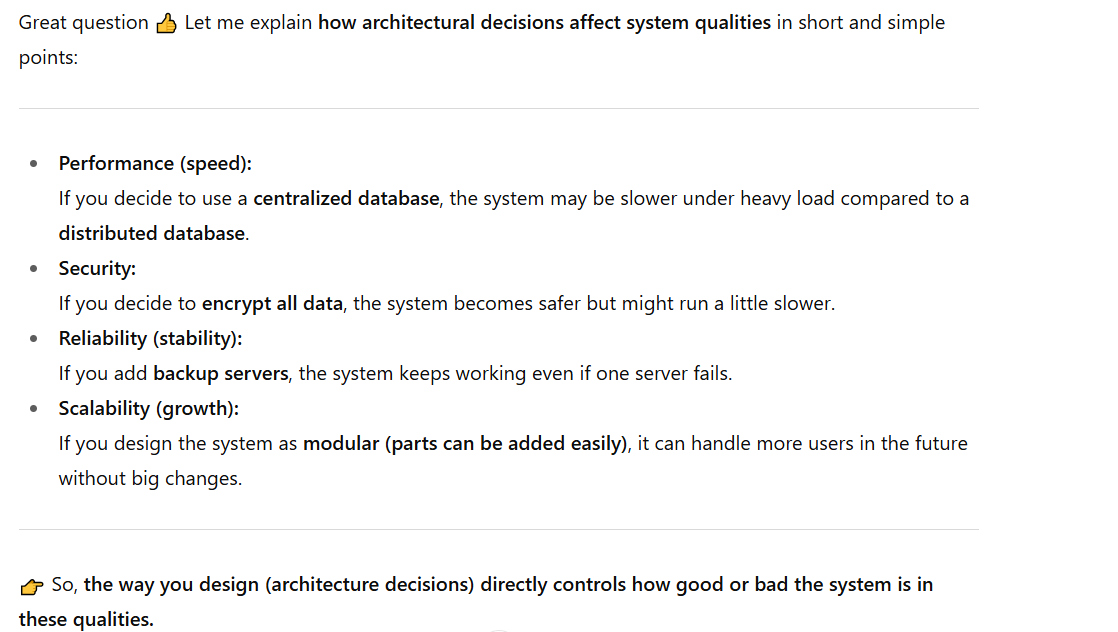 Great question 👍 Let me explain how architectural decisions affect system qualities in short and simple
points:
• Performance (speed):
If you decide to use a centralized database, the system may be slower under heavy load compared to a
distributed database.
• Security:
If you decide to encrypt all data, the system becomes safer but might run a little slower.
• Reliability (stability):
If you add backup servers, the system keeps working even if one server fails.
• Scalability (growth):
If you design the system as modular (parts can be added easily), it can handle more users in the future
without big changes.
👉 So, the way you design (architecture decisions) directly controls how good or bad the system is in
these qualities.